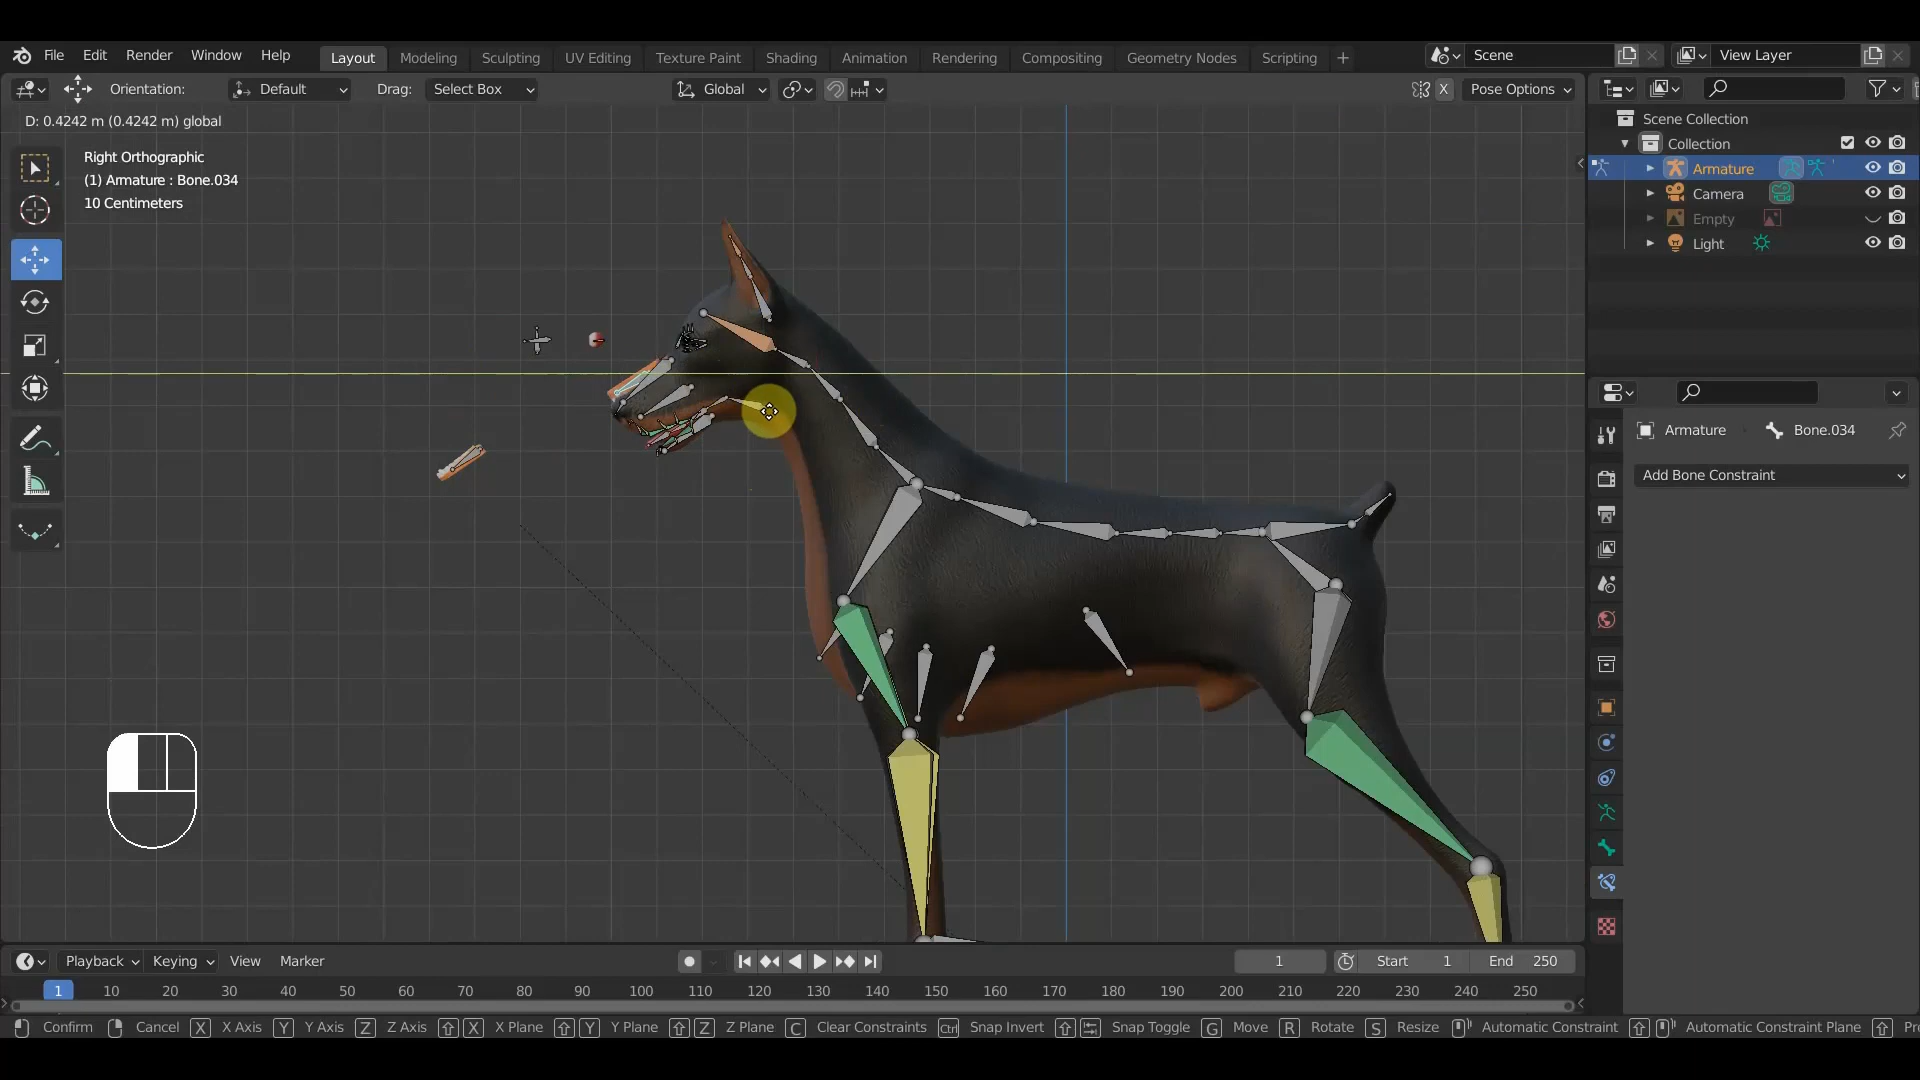 File Edit Render Window Help Layout Modeling Sculpting UV Editing Texture Paint Shading Animation Rendering Compositing Geometry Nodes Scripting + Scene View Layer
Orientation: Default Drag: Select Box Global X Pose Options
D: 0.4242 m (0.4242 m) global
Scene Collection
Right Orthographic
Collection
(1) Armature : Bone.034
Armature
10 Centimeters
Camera
Empty
Light
Armature Bone.034
Add Bone Constraint
Playback Keying View Marker 1 Start 1 End 250
1 10 20 30 40 50 60 70 80 90 100 110 120 130 140 150 160 170 180 190 200 210 220 230 240 250
Confirm Cancel X X Axis Y Y Axis Z Z Axis X X Plane Y Y Plane Z Z Plane C Clear Constraints Ctrl Snap Invert Snap Toggle G Move R Rotate S Resize Automatic Constraint Automatic Constraint Plane